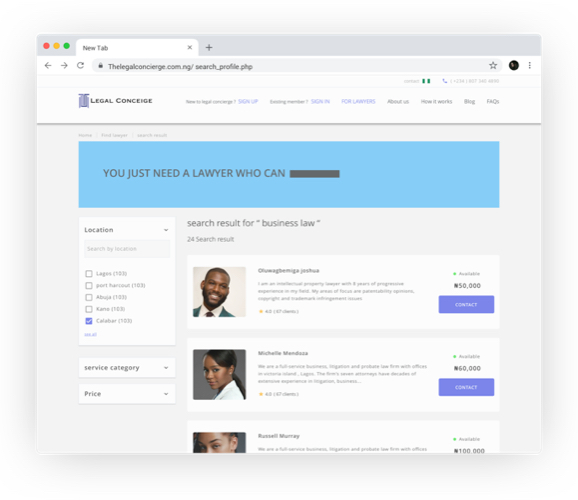 New Tab
Thelegalconcierge.com.ng/ search_profile.php
contact
LEGAL CONCEIGE
New to legal concierge ? SIGN UP
Existing member ? SIGN IN
FOR LAWYERS
About us
How it works
Blog
FAQs
Home / Find lawyer / search result
YOU JUST NEED A LAWYER WHO CAN
Location
Search by location
Lagos (103)
port harcout (103)
Abuja (103)
Kano (103)
Calabar (103)
see all
service category
Price
search result for " business law "
24 Search result
Oluwagbemiga joshua
I am an intellectual property lawyer with 8 years of progressive
experience in my field. My areas of focus are parentability opinions,
copyright and trademark infringement issues
4.0 (67 clients)
Available
₦50,000
CONTACT
Michelle Mendoza
We are a full-service business, litigation and probate law firm with offices
in victoria island , Lagos. The firm's seven attorneys have decades of
extensive experience in litigation, business...
4.0 (67 clients)
Available
₦60,000
CONTACT
Russell Murray
We are a full-service business, litigation and probate law firm with offices
Available
₦100,000